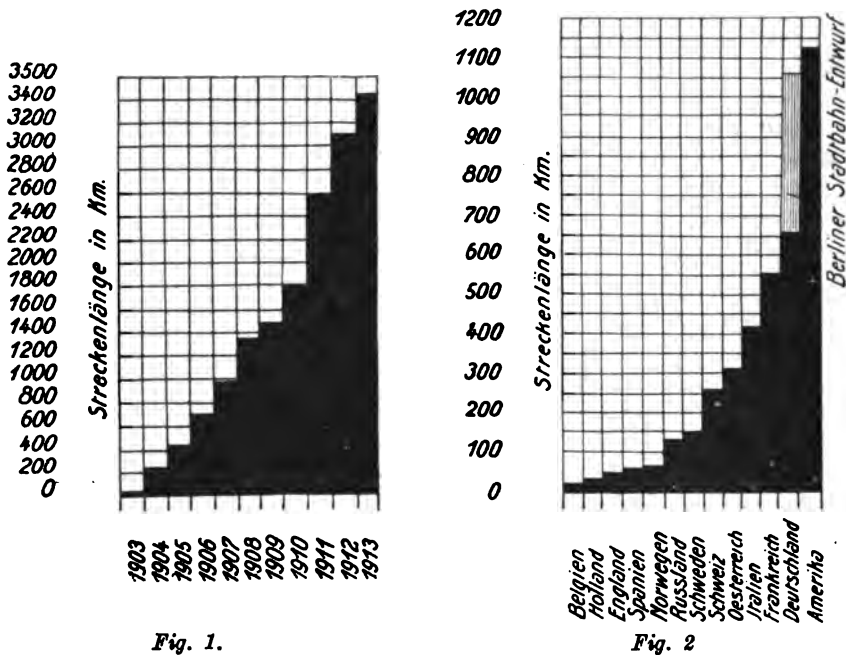 3500
3400
3200
3000
2800
2600
2400
2200
2000
1800
1600
1400
1200
1000
800
600
400
200
0
Streckenlänge in Km.
1903
1904
1905
1906
1907
1908
1909
1910
1911
1912
1913
Fig. 1.
1200
1100
1000
900
800
700
600
500
400
300
200
100
0
Streckenlänge in Km.
Berliner Stadtbahn-Entwurf
Belgien
Holland
England
Spanien
Norwegen
Russland
Schweden
Schweiz
Oesterreich
Italien
Frankreich
Deutschland
Amerika
Fig. 2